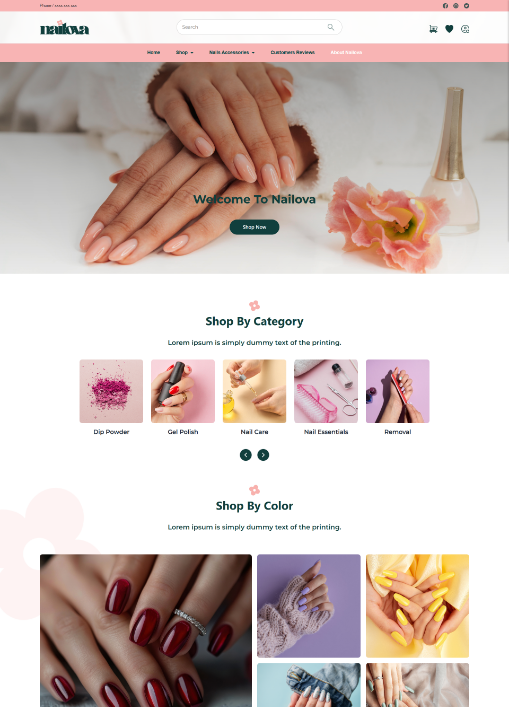 nailova
Search
Home Shop Nails Accessories Customers Reviews About Nailova
Welcome To Nailova
Shop Now
Shop By Category
Lorem ipsum is simply dummy text of the printing.
Dip Powder Gel Polish Nail Care Nail Essentials Removal
Shop By Color
Lorem ipsum is simply dummy text of the printing.